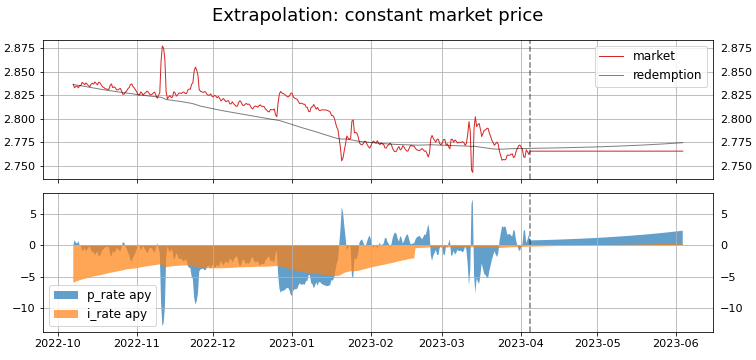 Extrapolation: constant market price
2.875 2.875
2.850 2.850
2.825 2.825
2.800 2.800
2.775 2.775
2.750 2.750
market
redemption
5 5
0 0
−5 −5
−10 −10
p_rate apy
i_rate apy
2022-10 2022-11 2022-12 2023-01 2023-02 2023-03 2023-04 2023-05 2023-06